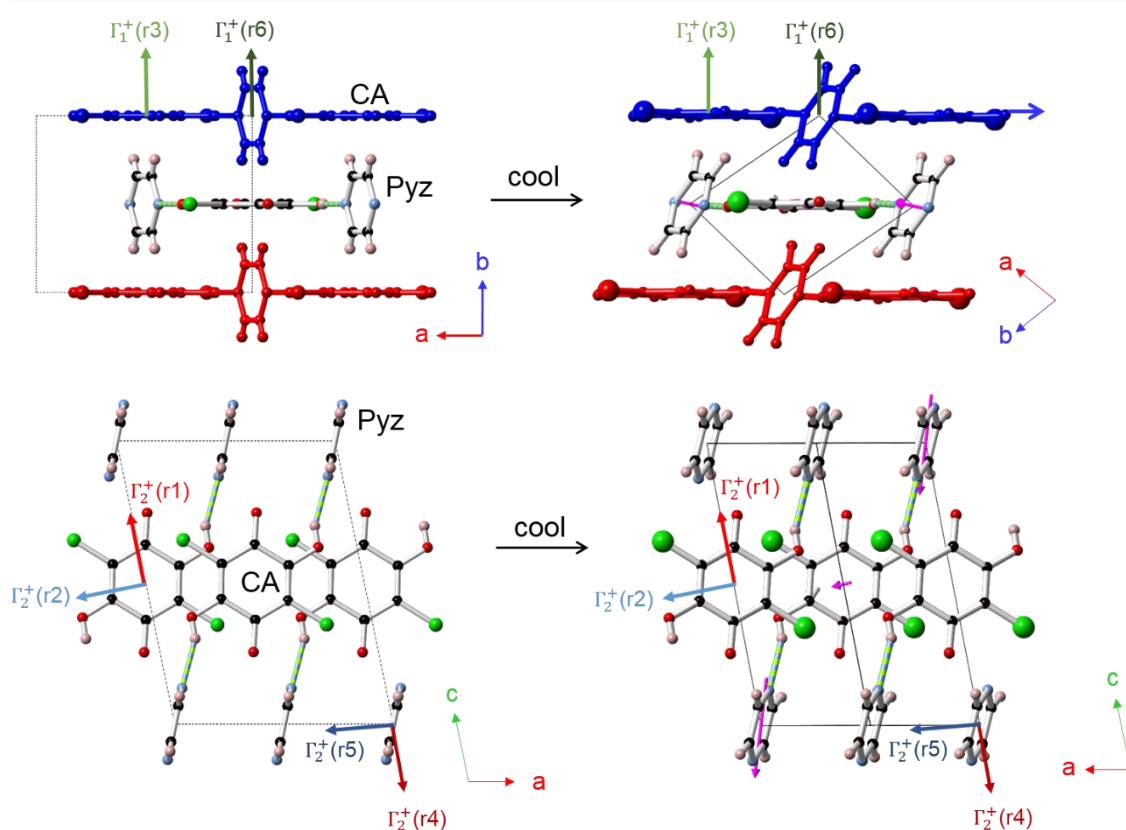 Γ₁⁺(r3) Γ₁⁺(r6)
CA
Pyz
b
a
cool
Γ₁⁺(r3) Γ₁⁺(r6)
a
b
Pyz
Γ₂⁺(r1)
CA
Γ₂⁺(r2)
Γ₂⁺(r5)
Γ₂⁺(r4)
c
a
cool
Γ₂⁺(r1)
Γ₂⁺(r2)
Γ₂⁺(r5)
Γ₂⁺(r4)
c
a